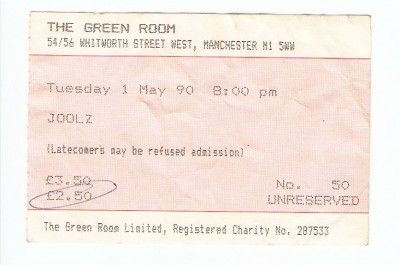 THE GREEN ROOM
54/56 WHITWORTH STREET WEST, MANCHESTER M1 5WW
Tuesday 1 May 90 8:00 pm
JOOLZ
(Latecomers may be refused admission)
£3.50 No. 50
£2.50 UNRESERVED
The Green Room Limited, Registered Charity No. 287533